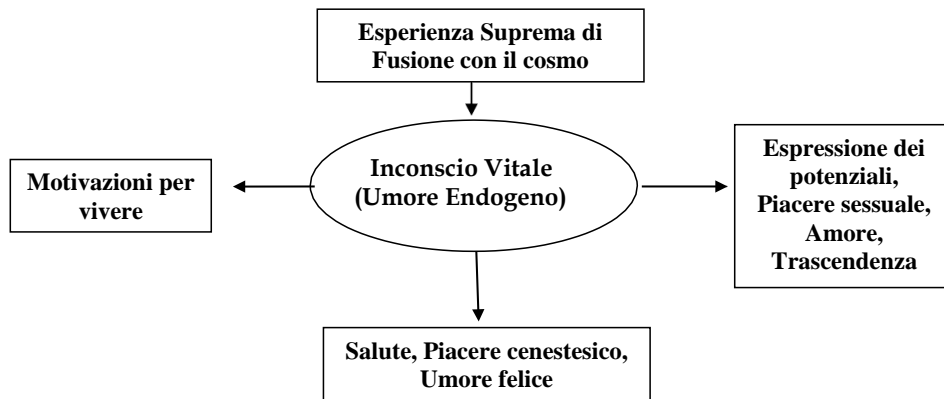 Esperienza Suprema di
Fusione con il cosmo
Inconscio Vitale
(Umore Endogeno)
Motivazioni per
vivere
Espressione dei
potenziali,
Piacere sessuale,
Amore,
Trascendenza
Salute, Piacere cenestesico,
Umore felice